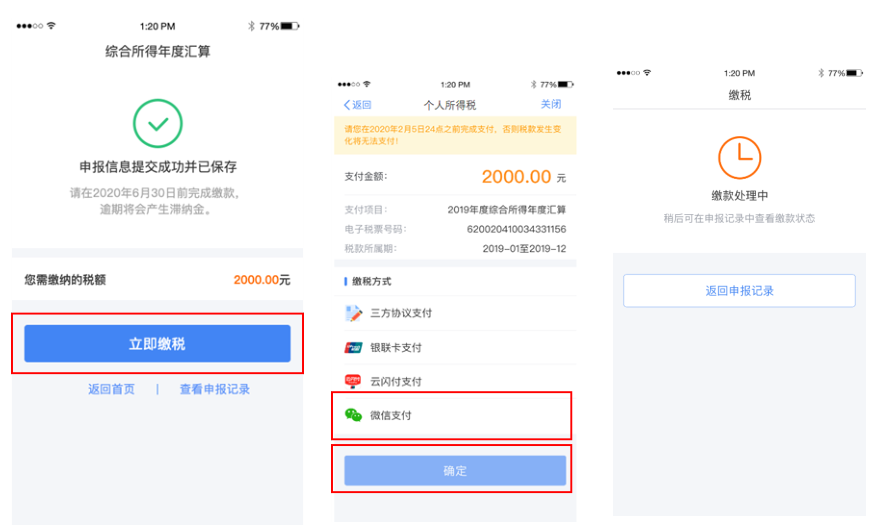 1:20 PM
77%
综合所得年度汇算
申报信息提交成功并已保存
请在2020年6月30日前完成缴款，
逾期将会产生滞纳金。
您需缴纳的税额
2000.00元
立即缴税
返回首页 | 查看申报记录
1:20 PM
77%
返回
个人所得税
关闭
请您在2020年2月5日24点之前完成支付，否则税款发生变
化将无法支付！
支付金额：
2000.00 元
支付项目：
2019年度综合所得年度汇算
电子税票号码：
620020410034331156
税款所属期：
2019-01至2019-12
缴税方式
三方协议支付
银联卡支付
云闪付支付
微信支付
确定
1:20 PM
77%
缴税
缴款处理中
稍后可在申报记录中查看缴款状态
返回申报记录